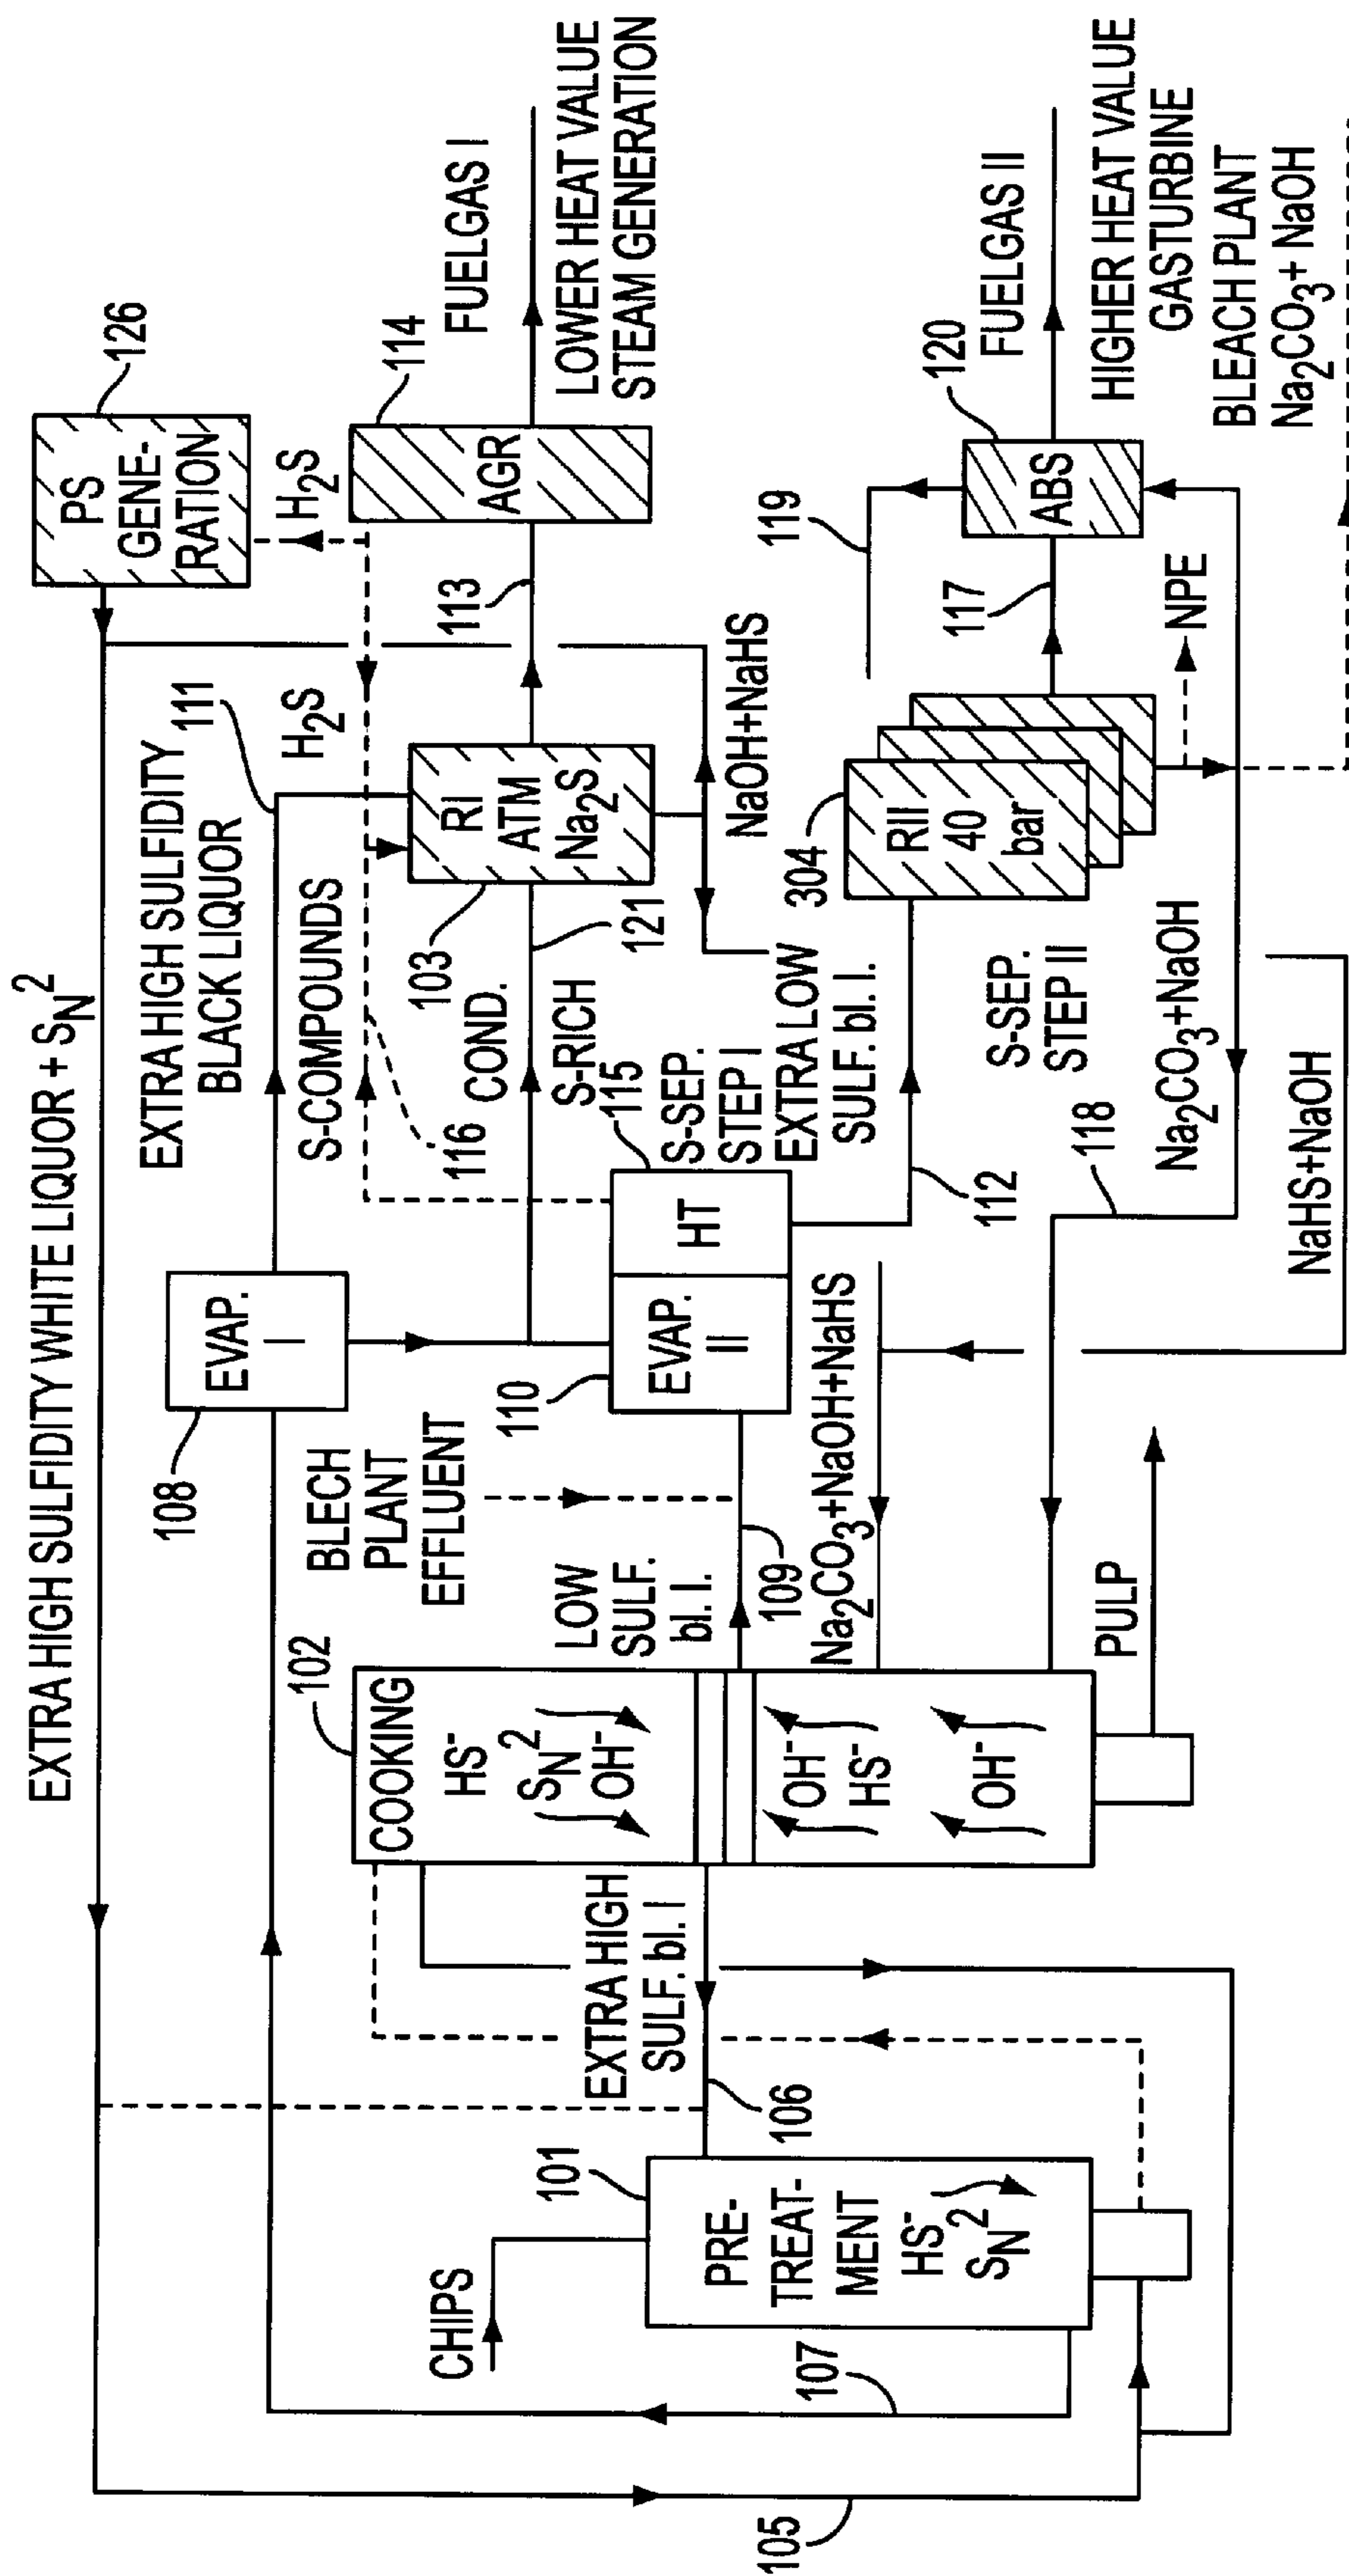 EXTRA HIGH SULFIDITY WHITE LIQUOR + S_N^2
PS
GENE-
RATION
126
H2S
EXTRA HIGH SULFIDITY
BLACK LIQUOR
111
H2S
S-COMPOUNDS
116
EVAP.
I
108
AGR
114
FUELGAS I
LOWER HEAT VALUE
STEAM GENERATION
113
RI
ATM
Na2S
103
COND.
121
S-RICH
NaOH+NaHS
BLECH
PLANT
EFFLUENT
110
EVAP.
II
HT
115
S-SEP.
STEP I
EXTRA LOW
SULF. bl. l.
112
LOW
SULF.
bl. l.
109
102
COOKING
HS-
S_N^2
OH-
OH-
HS-
OH-
Na2CO3+NaOH+NaHS
EXTRA HIGH
SULF. bl. l
106
PULP
CHIPS
101
PRE-
TREAT-
MENT
HS-
S_N^2
107
105
304
RII
40
bar
S-SEP.
STEP II
117
119
ABS
120
FUELGAS II
HIGHER HEAT VALUE
GASTURBINE
BLEACH PLANT
Na2CO3+ NaOH
NPE
Na2CO3+NaOH
118
NaHS+NaOH